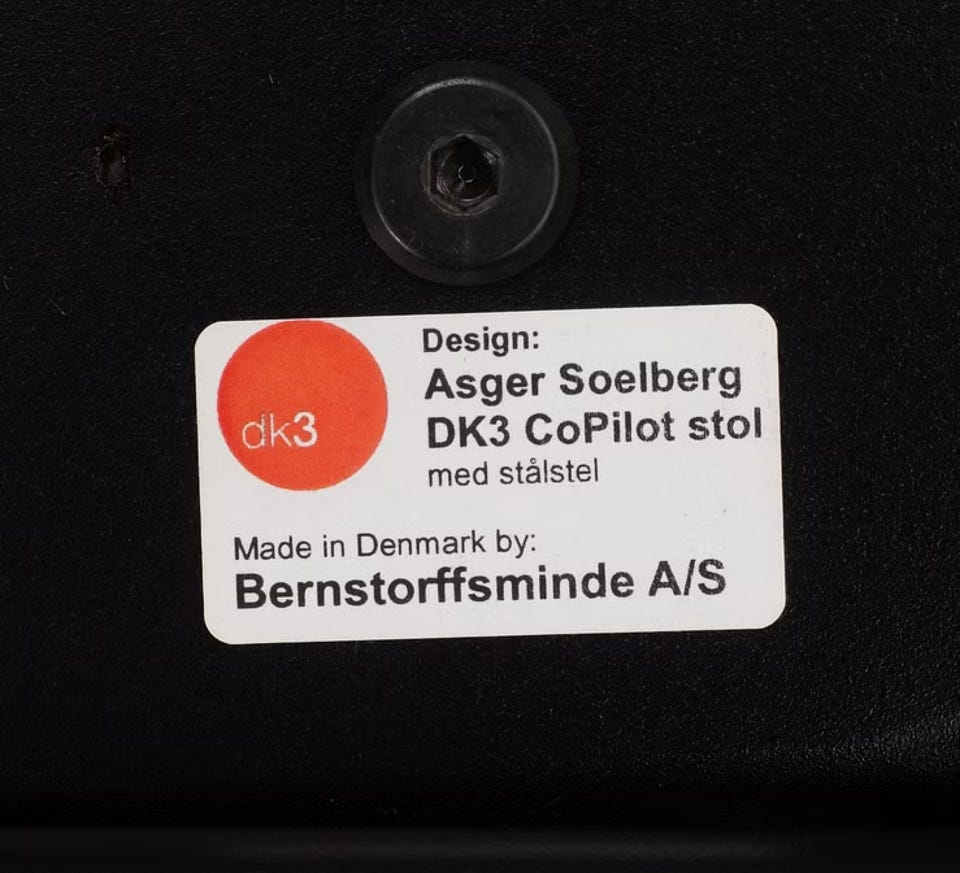 dk3
Design:
Asger Soelberg
DK3 CoPilot stol
med stålstel
Made in Denmark by:
Bernstorffsminde A/S